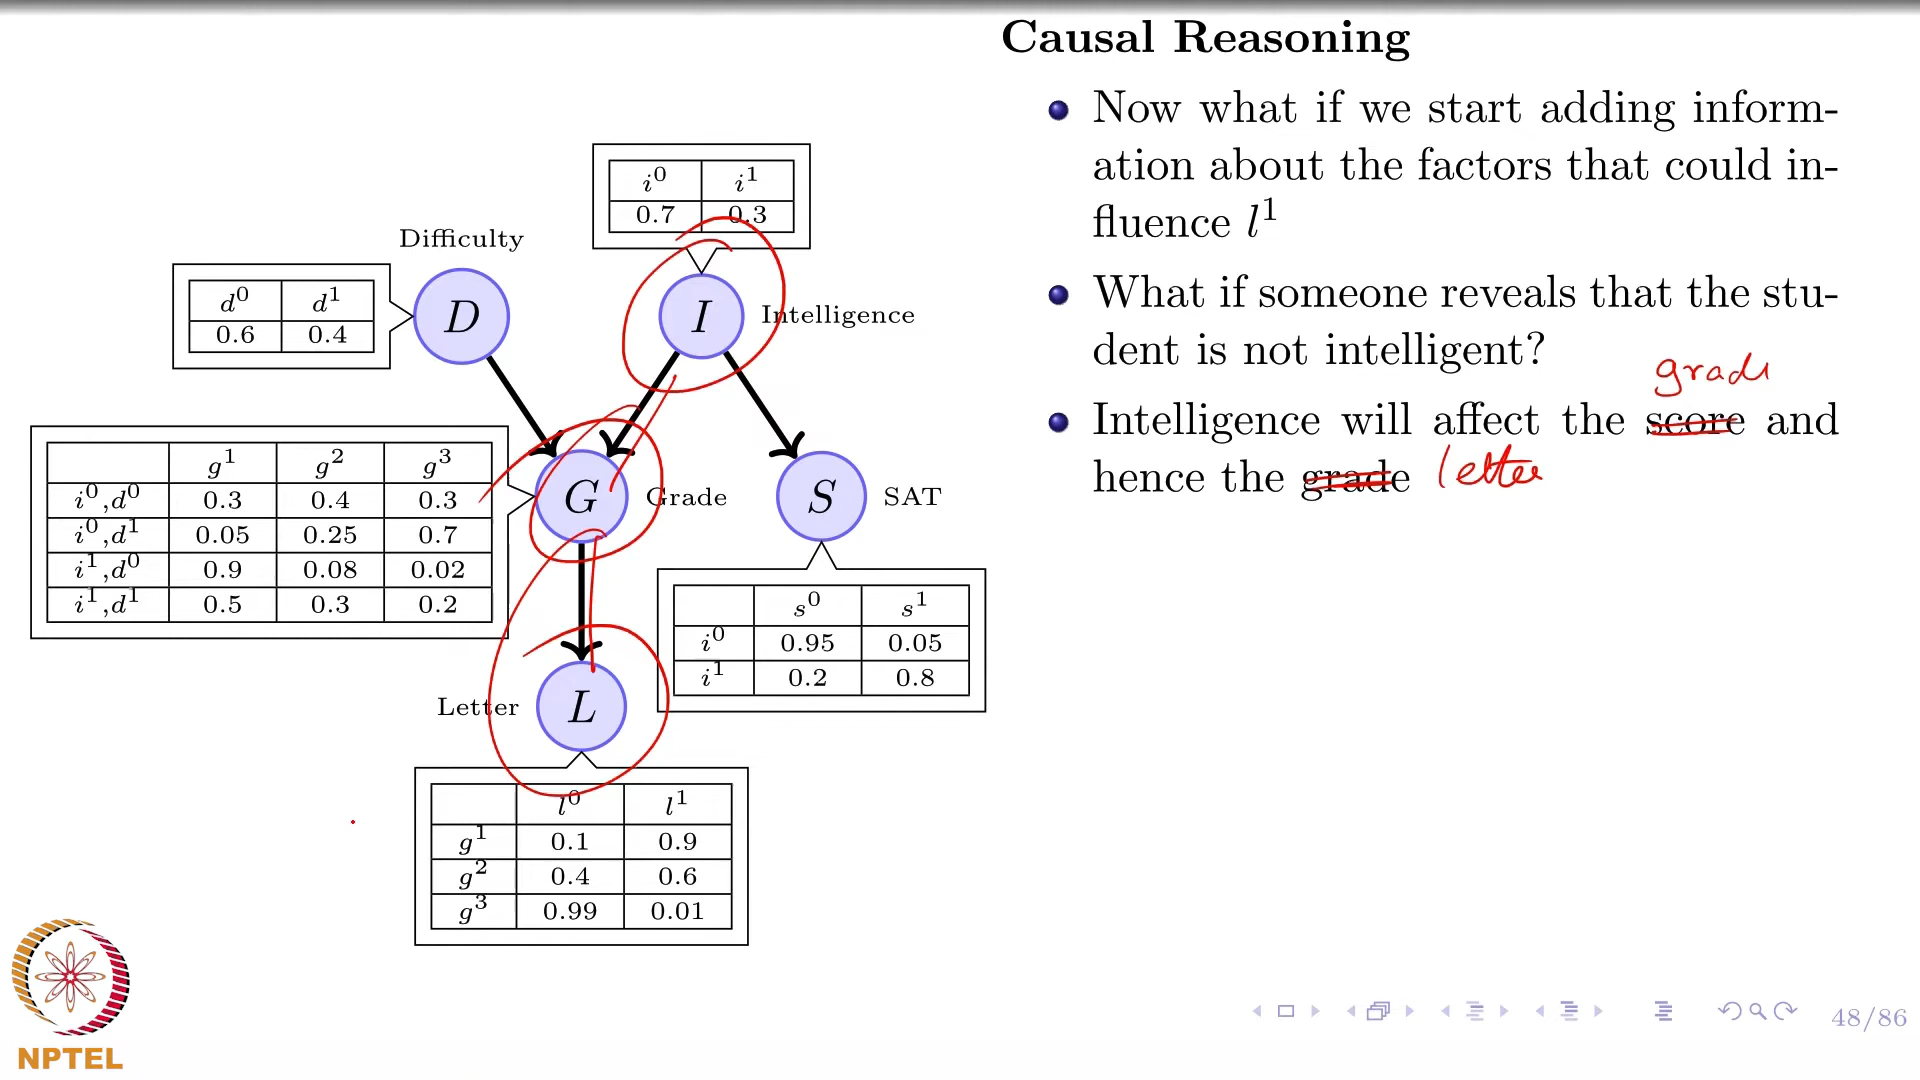 Causal Reasoning
Now what if we start adding inform-
ation about the factors that could in-
fluence l¹
What if someone reveals that the stu-
dent is not intelligent?
grade
Intelligence will affect the score and
hence the grade letter
i⁰ i¹
0.7 0.3
Difficulty
d⁰ d¹
0.6 0.4
D
I
Intelligence
g¹ g² g³
i⁰,d⁰ 0.3 0.4 0.3
i⁰,d¹ 0.05 0.25 0.7
i¹,d⁰ 0.9 0.08 0.02
i¹,d¹ 0.5 0.3 0.2
G
Grade
S
SAT
s⁰ s¹
i⁰ 0.95 0.05
i¹ 0.2 0.8
Letter
L
l⁰ l¹
g¹ 0.1 0.9
g² 0.4 0.6
g³ 0.99 0.01
NPTEL
48/86